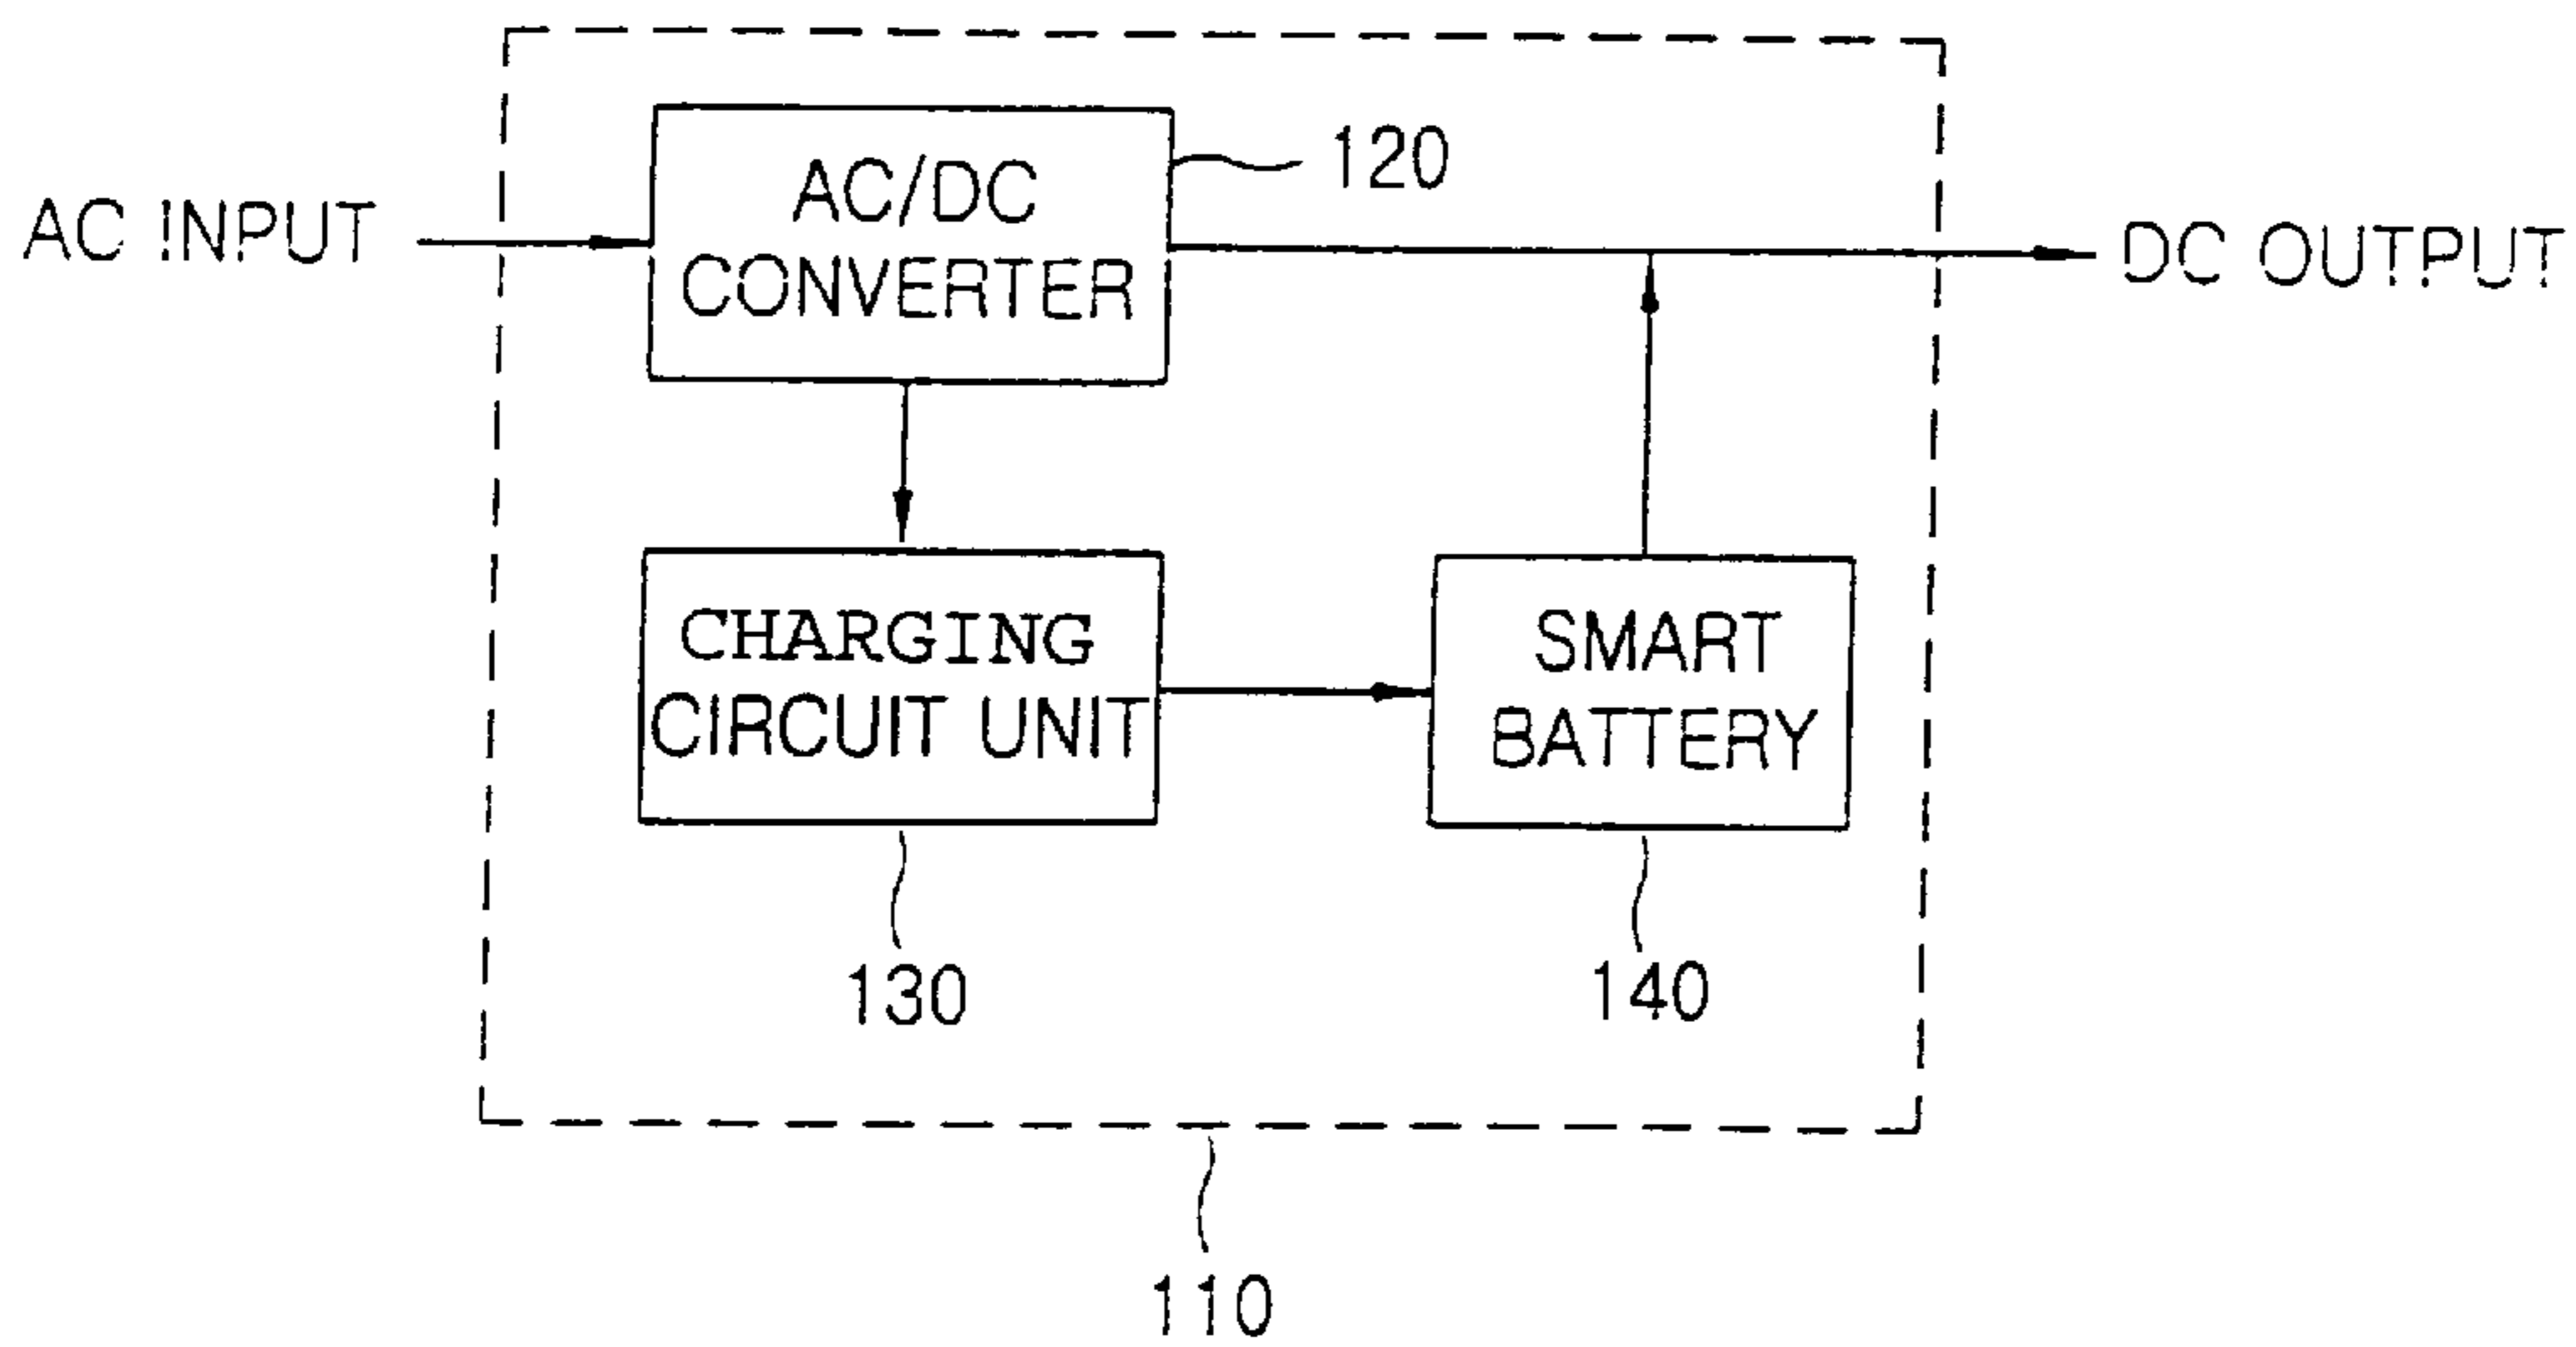 AC/DC
CONVERTER
120
AC INPUT
DC OUTPUT
CHARGING
CIRCUIT UNIT
SMART
BATTERY
130
140
110